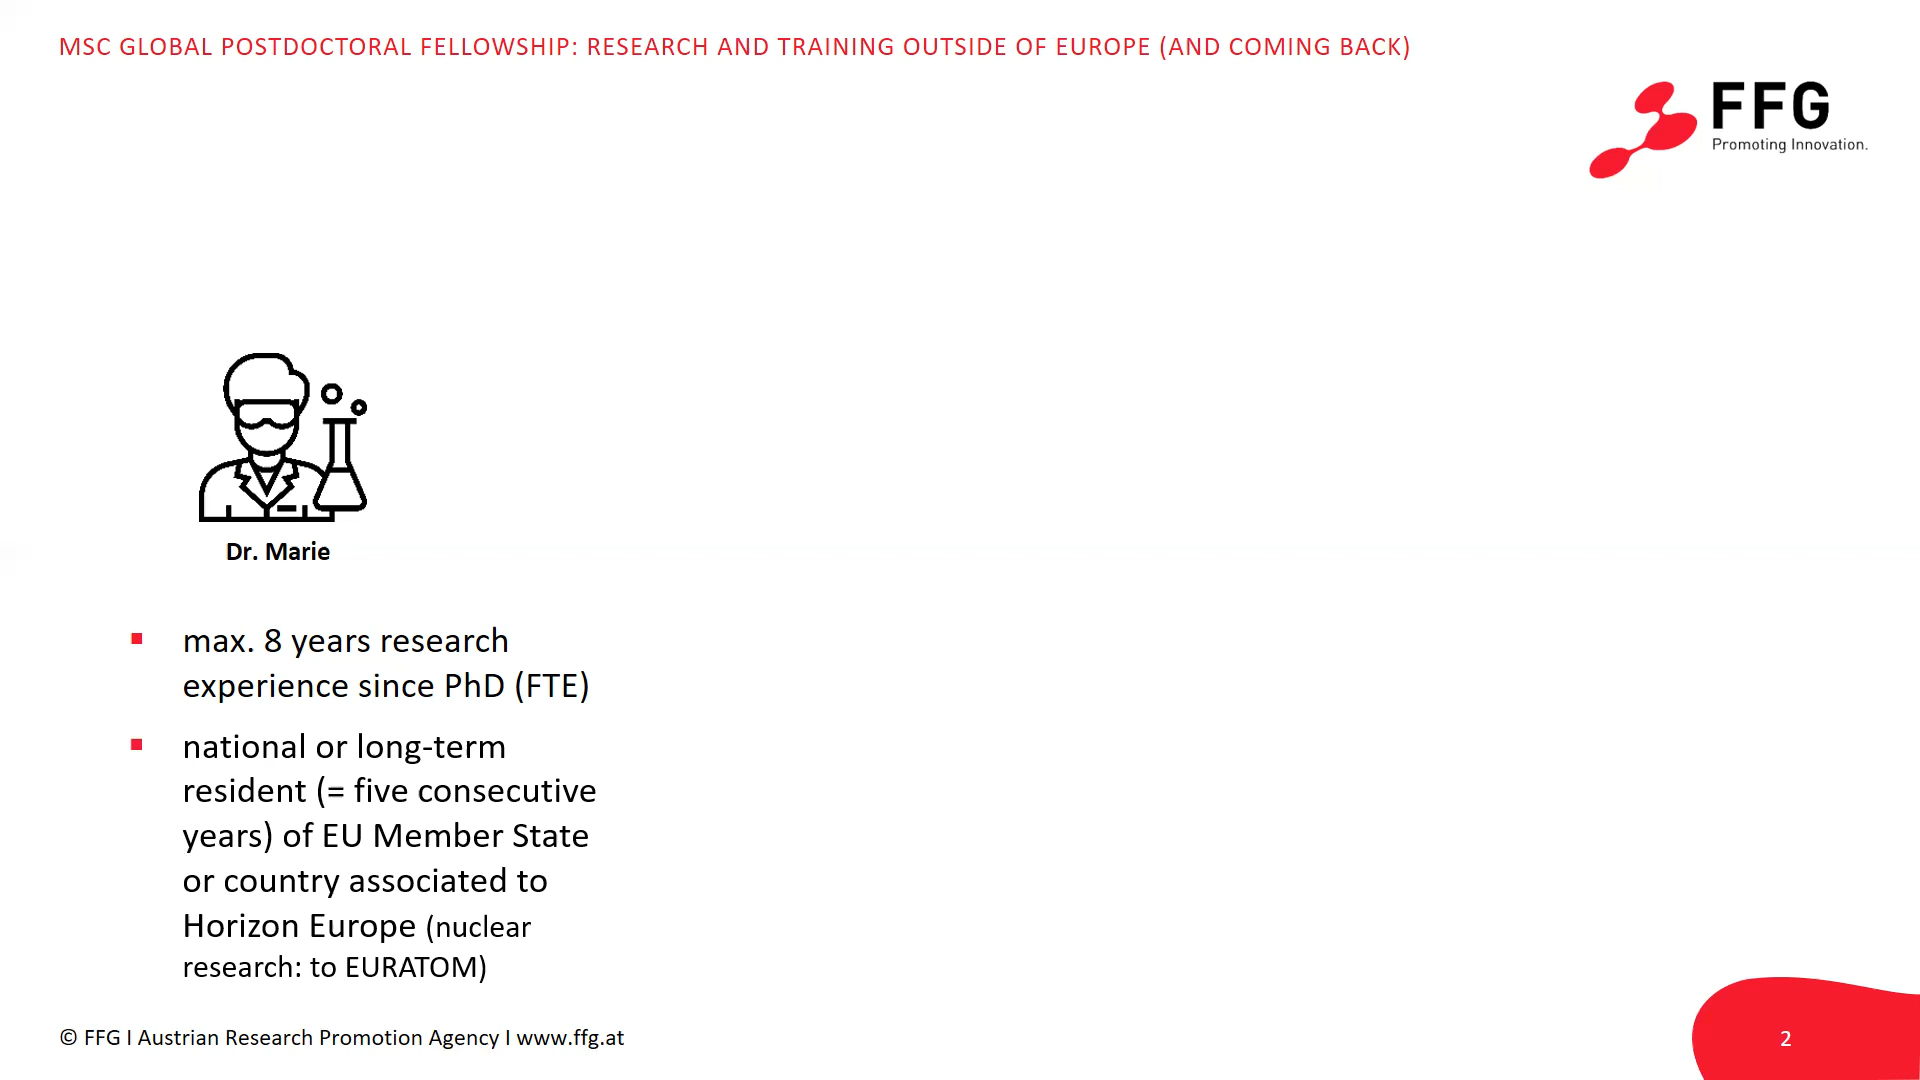 MSC GLOBAL POSTDOCTORAL FELLOWSHIP: RESEARCH AND TRAINING OUTSIDE OF EUROPE (AND COMING BACK)
FFG
Promoting Innovation.
Dr. Marie
▪ max. 8 years research
experience since PhD (FTE)
▪ national or long-term
resident (= five consecutive
years) of EU Member State
or country associated to
Horizon Europe (nuclear
research: to EURATOM)
© FFG I Austrian Research Promotion Agency I www.ffg.at
2